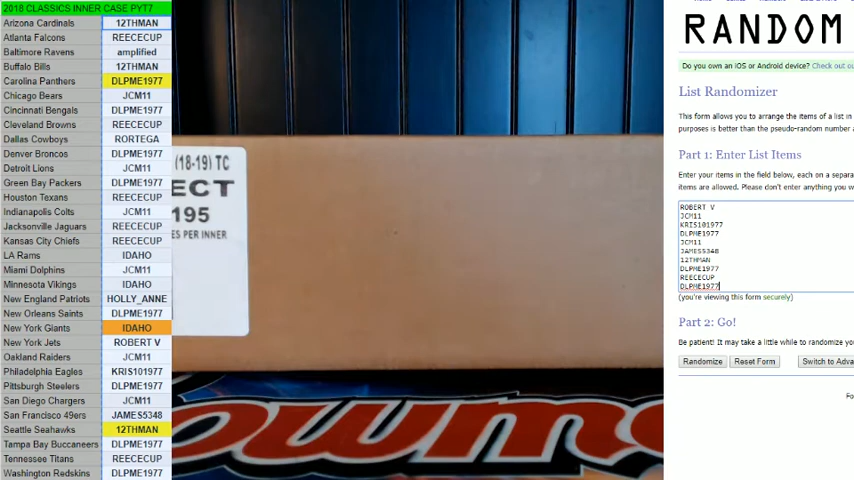 2018 CLASSICS INNER CASE PYT7
Arizona Cardinals 12THMAN
Atlanta Falcons REECECUP
Baltimore Ravens amplified
Buffalo Bills 12THMAN
Carolina Panthers DLPME1977
Chicago Bears JCM11
Cincinnati Bengals DLPME1977
Cleveland Browns REECECUP
Dallas Cowboys RORTEGA
Denver Broncos DLPME1977
Detroit Lions JCM11
Green Bay Packers DLPME1977
Houston Texans REECECUP
Indianapolis Colts JCM11
Jacksonville Jaguars REECECUP
Kansas City Chiefs REECECUP
LA Rams IDAHO
Miami Dolphins JCM11
Minnesota Vikings IDAHO
New England Patriots HOLLY_ANNE
New Orleans Saints DLPME1977
New York Giants IDAHO
New York Jets ROBERT V
Oakland Raiders JCM11
Philadelphia Eagles KRIS101977
Pittsburgh Steelers DLPME1977
San Diego Chargers JCM11
San Francisco 49ers JAMES5348
Seattle Seahawks 12THMAN
Tampa Bay Buccaneers DLPME1977
Tennessee Titans REECECUP
Washington Redskins DLPME1977
(18-19) TC
ECT
195
ES PER INNER
RANDOM
Do you own an iOS or Android device? Check out ou
List Randomizer
This form allows you to arrange the items of a list in
purposes is better than the pseudo-random number a
Part 1: Enter List Items
Enter your items in the field below, each on a separa
items are allowed. Please don't enter anything you w
ROBERT V
JCM11
KRIS101977
DLPME1977
JCM11
JAMES5348
12THMAN
DLPME1977
REECECUP
DLPME1977
(you're viewing this form securely)
Part 2: Go!
Be patient! It may take a little while to randomize yo
Randomize Reset Form Switch to Adva
Fo